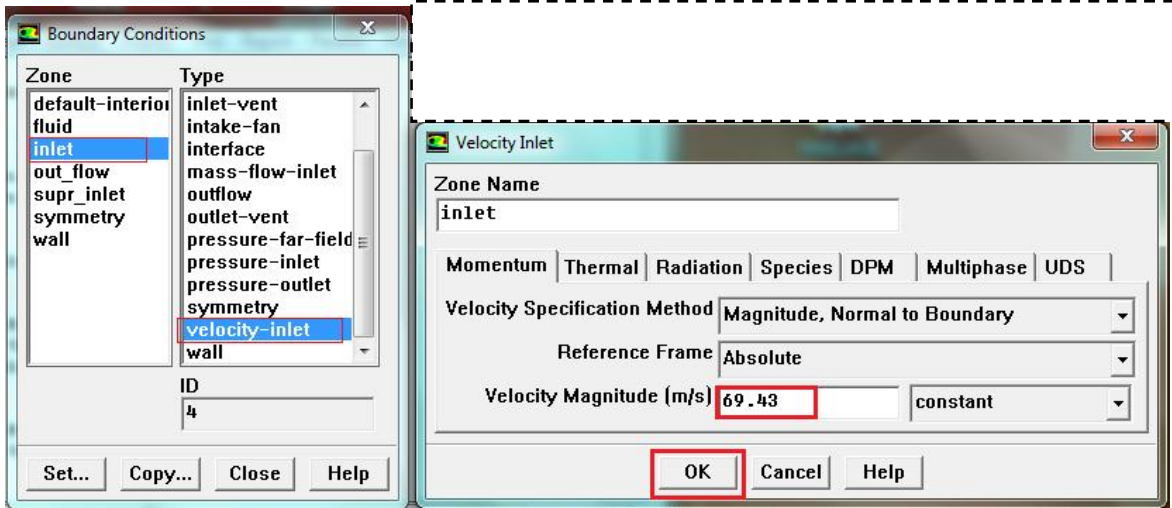 Boundary Conditions
Zone
default-interior
fluid
inlet
out_flow
supr_inlet
symmetry
wall
Type
inlet-vent
intake-fan
interface
mass-flow-inlet
outflow
outlet-vent
pressure-far-field
pressure-inlet
pressure-outlet
symmetry
velocity-inlet
wall
ID
4
Set... Copy... Close Help
Velocity Inlet
Zone Name
inlet
Momentum Thermal Radiation Species DPM Multiphase UDS
Velocity Specification Method Magnitude, Normal to Boundary
Reference Frame Absolute
Velocity Magnitude (m/s) 69.43 constant
OK Cancel Help